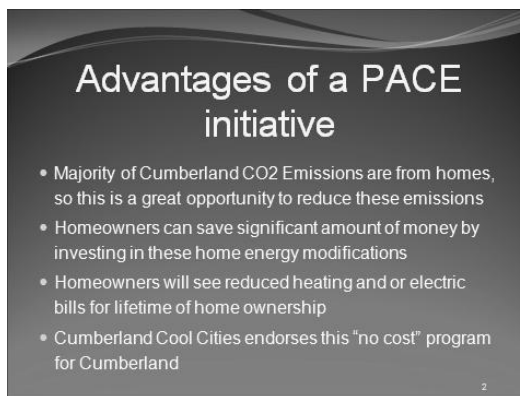 Advantages of a PACE
initiative
• Majority of Cumberland CO2 Emissions are from homes,
so this is a great opportunity to reduce these emissions
• Homeowners can save significant amount of money by
investing in these home energy modifications
• Homeowners will see reduced heating and or electric
bills for lifetime of home ownership
• Cumberland Cool Cities endorses this “no cost” program
for Cumberland
2